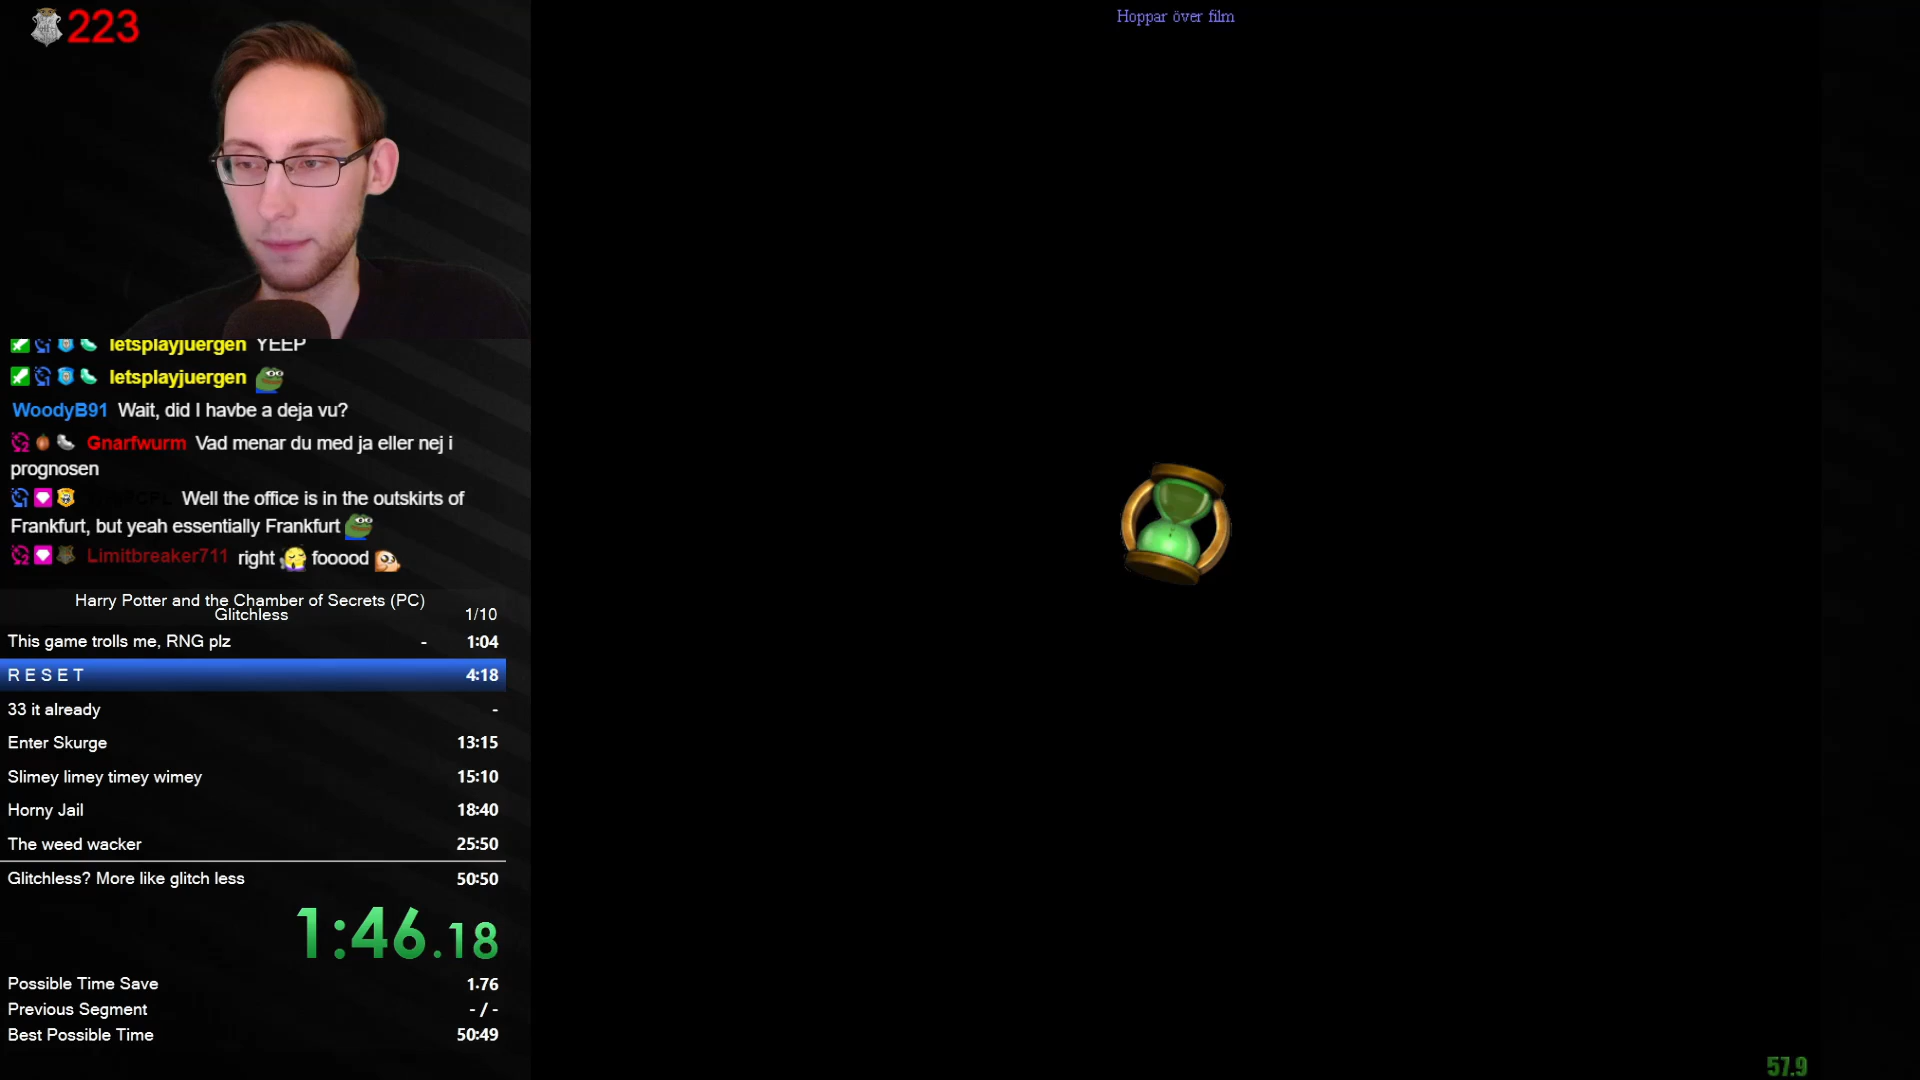 223
Hoppar över film
letsplayjuergen YEEP
letsplayjuergen
WoodyB91 Wait, did I havbe a deja vu?
Gnarfwurm Vad menar du med ja eller nej i
prognosen
Well the office is in the outskirts of
Frankfurt, but yeah essentially Frankfurt
Limitbreaker711 right fooood
Harry Potter and the Chamber of Secrets (PC)
Glitchless 1/10
This game trolls me, RNG plz - 1:04
R E S E T 4:18
33 it already -
Enter Skurge 13:15
Slimey limey timey wimey 15:10
Horny Jail 18:40
The weed wacker 25:50
Glitchless? More like glitch less 50:50
1:46.18
Possible Time Save 1.76
Previous Segment - / -
Best Possible Time 50:49
57.9